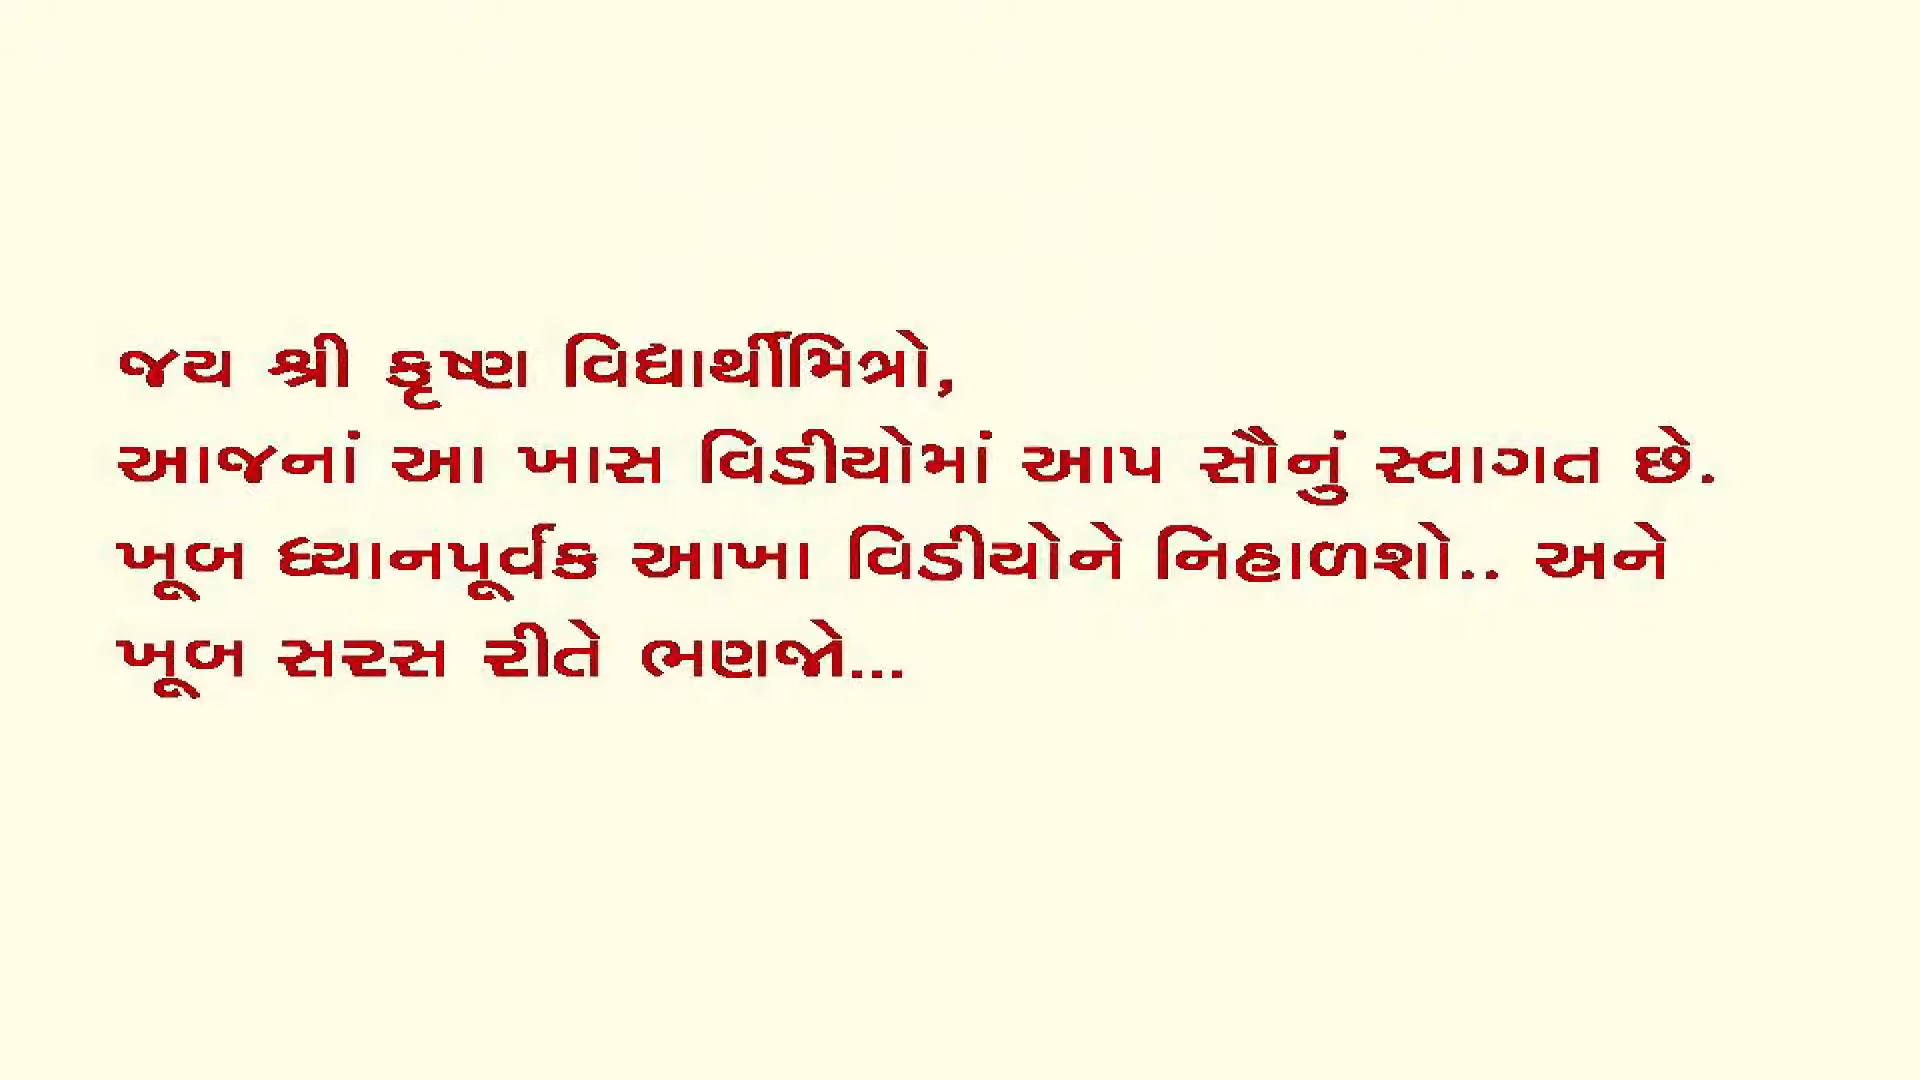 જય શ્રી કૃષ્ણ વિદ્યાર્થીમિત્રો,
આજનાં આ ખાસ વિડીયોમાં આપ સૌનું સ્વાગત છે.
ખૂબ ધ્યાનપૂર્વક આખા વિડીયોને નિહાળશો.. અને
ખૂબ સરસ રીતે ભણજો...